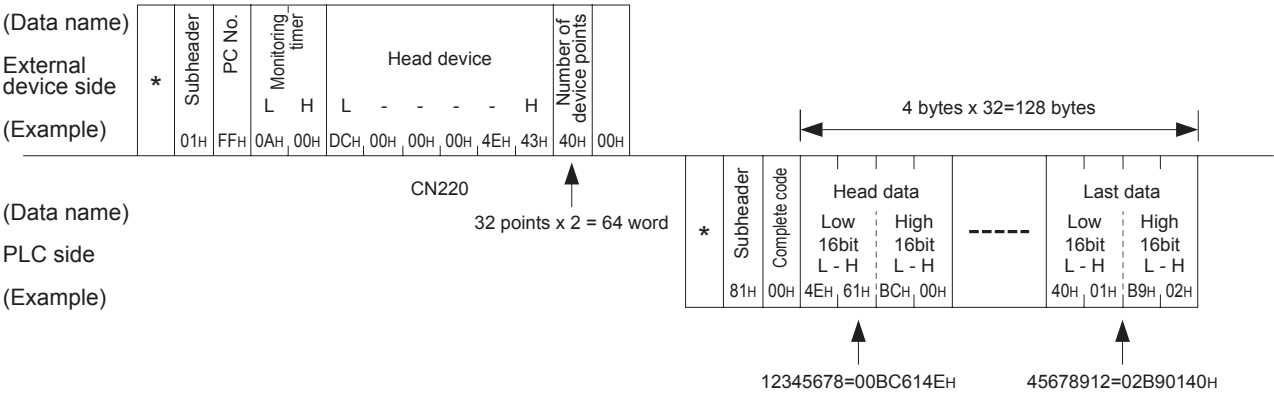 (Data name)
External
device side
(Example)
*
Subheader
01H
PC No.
FFH
Monitoring
timer
L H
0AH 00H
Head device
L - - - - H
DCH 00H 00H 00H 4EH 43H
Number of
device points
40H
00H
CN220
32 points x 2 = 64 word
4 bytes x 32=128 bytes
(Data name)
PLC side
(Example)
*
Subheader
81H
Complete code
00H
Head data
Low High
16bit 16bit
L - H L - H
4EH 61H BCH 00H
-----
Last data
Low High
16bit 16bit
L - H L - H
40H 01H B9H 02H
12345678=00BC614EH
45678912=02B90140H